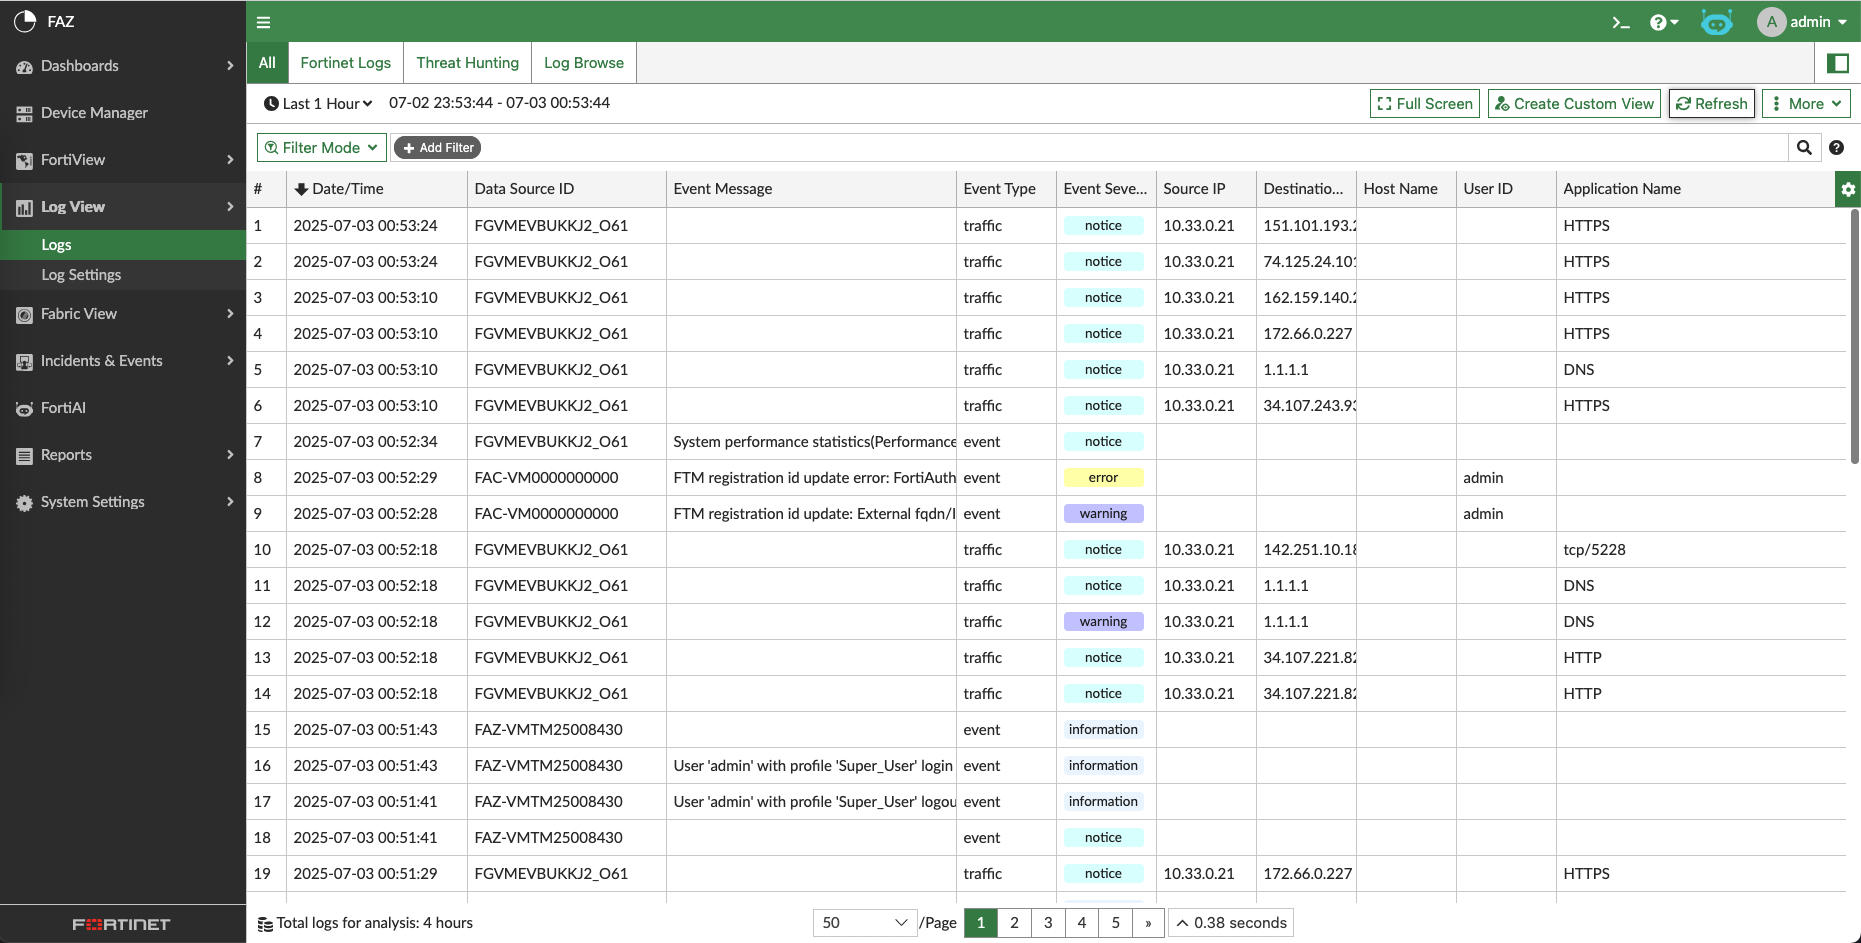 FAZ
A admin
Dashboards
Device Manager
FortiView
Log View
Logs
Log Settings
Fabric View
Incidents & Events
FortiAI
Reports
System Settings
FORTINET
All Fortinet Logs Threat Hunting Log Browse
Last 1 Hour 07-02 23:53:44 - 07-03 00:53:44 Full Screen Create Custom View Refresh More
Filter Mode + Add Filter
# Date/Time Data Source ID Event Message Event Type Event Seve... Source IP Destinatio... Host Name User ID Application Name
1 2025-07-03 00:53:24 FGVMEVBUKKJ2_O61 traffic notice 10.33.0.21 151.101.193.2 HTTPS
2 2025-07-03 00:53:24 FGVMEVBUKKJ2_O61 traffic notice 10.33.0.21 74.125.24.101 HTTPS
3 2025-07-03 00:53:10 FGVMEVBUKKJ2_O61 traffic notice 10.33.0.21 162.159.140.2 HTTPS
4 2025-07-03 00:53:10 FGVMEVBUKKJ2_O61 traffic notice 10.33.0.21 172.66.0.227 HTTPS
5 2025-07-03 00:53:10 FGVMEVBUKKJ2_O61 traffic notice 10.33.0.21 1.1.1.1 DNS
6 2025-07-03 00:53:10 FGVMEVBUKKJ2_O61 traffic notice 10.33.0.21 34.107.243.93 HTTPS
7 2025-07-03 00:52:34 FGVMEVBUKKJ2_O61 System performance statistics(Performance event notice
8 2025-07-03 00:52:29 FAC-VM0000000000 FTM registration id update error: FortiAuth event error admin
9 2025-07-03 00:52:28 FAC-VM0000000000 FTM registration id update: External fqdn/I event warning admin
10 2025-07-03 00:52:18 FGVMEVBUKKJ2_O61 traffic notice 10.33.0.21 142.251.10.18 tcp/5228
11 2025-07-03 00:52:18 FGVMEVBUKKJ2_O61 traffic notice 10.33.0.21 1.1.1.1 DNS
12 2025-07-03 00:52:18 FGVMEVBUKKJ2_O61 traffic warning 10.33.0.21 1.1.1.1 DNS
13 2025-07-03 00:52:18 FGVMEVBUKKJ2_O61 traffic notice 10.33.0.21 34.107.221.82 HTTP
14 2025-07-03 00:52:18 FGVMEVBUKKJ2_O61 traffic notice 10.33.0.21 34.107.221.82 HTTP
15 2025-07-03 00:51:43 FAZ-VMTM25008430 event information
16 2025-07-03 00:51:43 FAZ-VMTM25008430 User 'admin' with profile 'Super_User' login event information
17 2025-07-03 00:51:41 FAZ-VMTM25008430 User 'admin' with profile 'Super_User' logou event information
18 2025-07-03 00:51:41 FAZ-VMTM25008430 event notice
19 2025-07-03 00:51:29 FGVMEVBUKKJ2_O61 traffic notice 10.33.0.21 172.66.0.227 HTTPS
Total logs for analysis: 4 hours 50 /Page 1 2 3 4 5 » 0.38 seconds